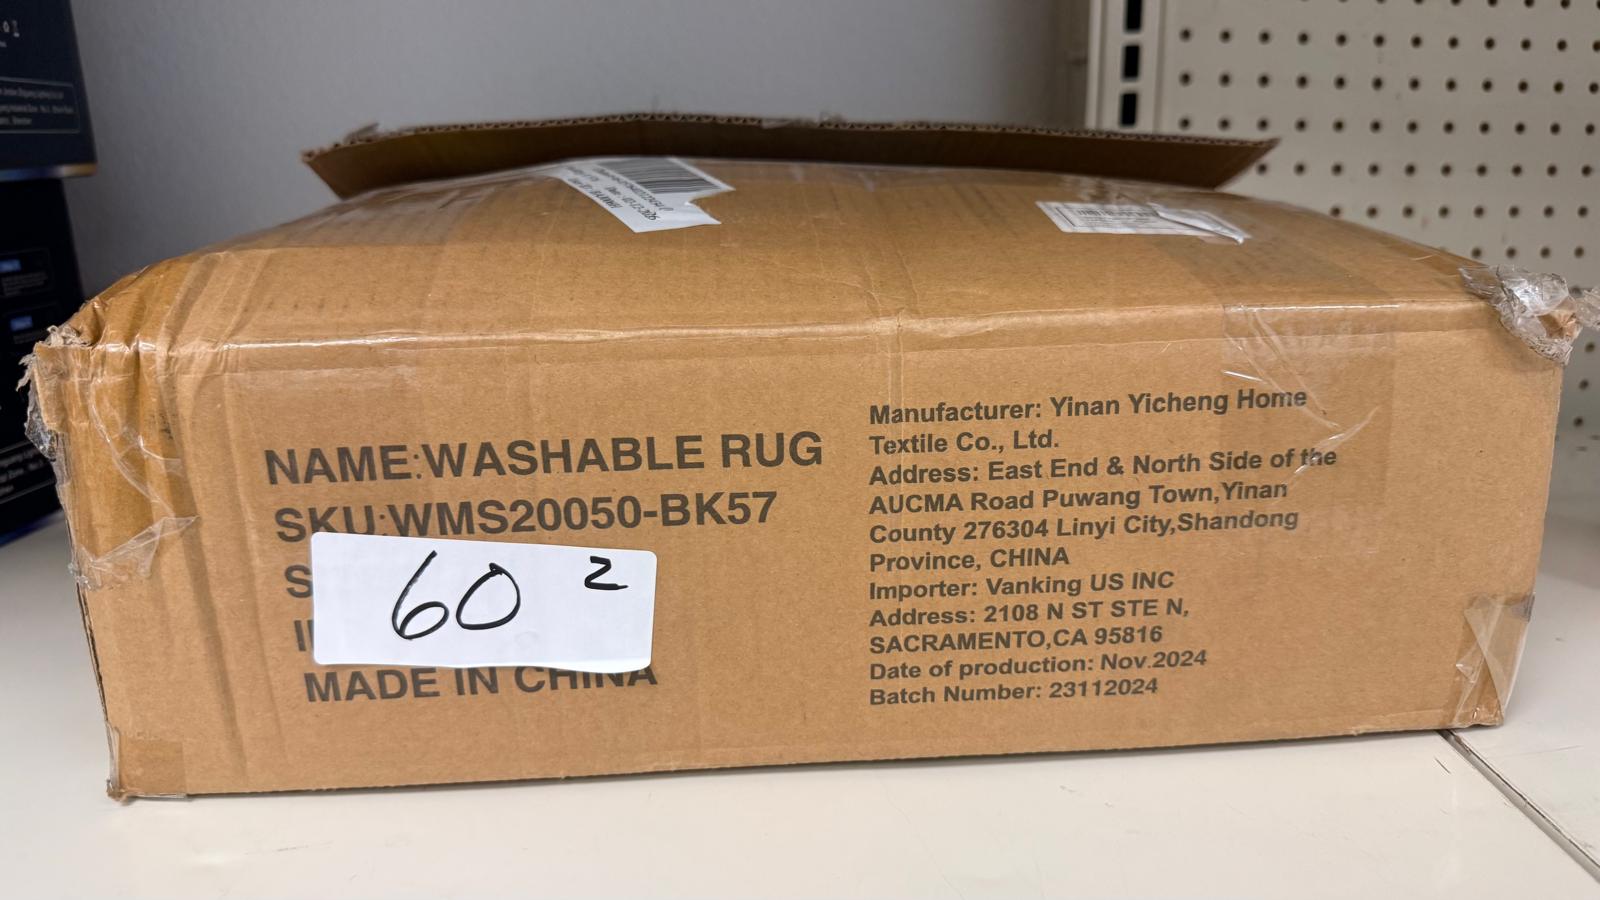 NAME:WASHABLE RUG
SKU:WMS20050-BK57
60 2
MADE IN CHINA
Manufacturer: Yinan Yicheng Home
Textile Co., Ltd.
Address: East End & North Side of the
AUCMA Road Puwang Town,Yinan
County 276304 Linyi City,Shandong
Province, CHINA
Importer: Vanking US INC
Address: 2108 N ST STE N,
SACRAMENTO,CA 95816
Date of production: Nov.2024
Batch Number: 23112024